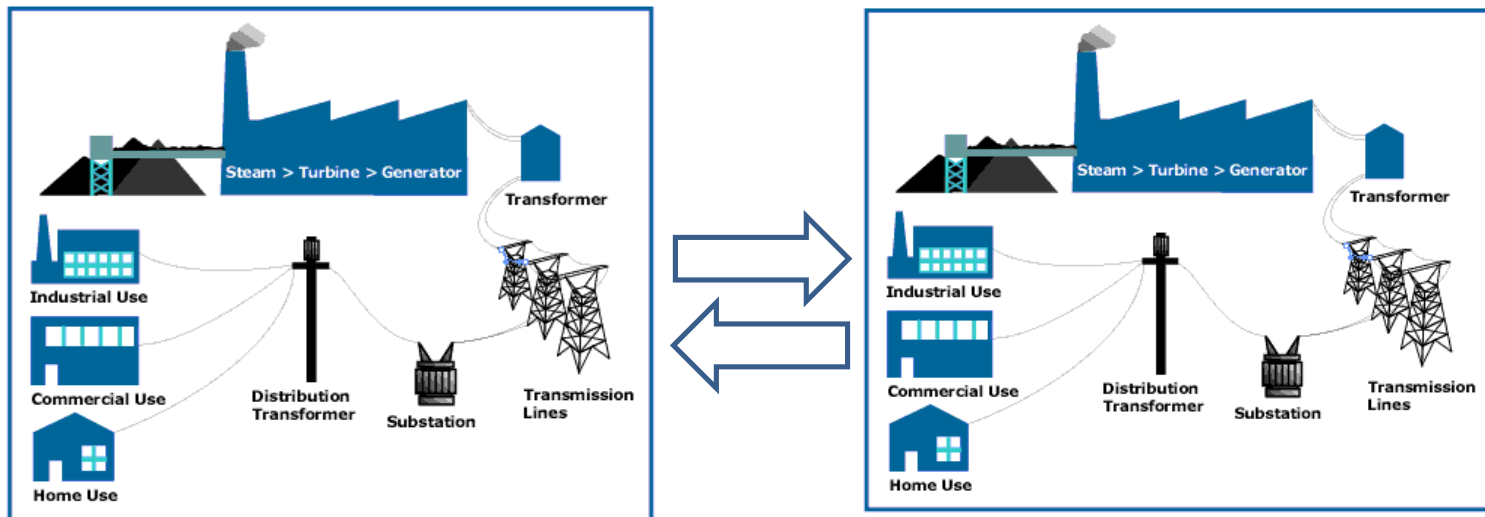 Steam > Turbine > Generator
Transformer
Industrial Use
Commercial Use
Distribution
Transformer
Substation
Transmission
Lines
Home Use
Steam > Turbine > Generator
Transformer
Industrial Use
Commercial Use
Distribution
Transformer
Substation
Transmission
Lines
Home Use